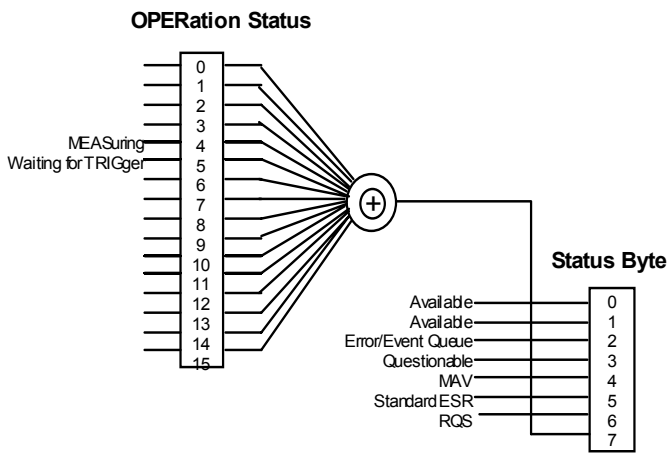 OPERation Status
0
1
2
3
MEASuring 4
Waiting for TRIGger 5
6
7
8
9
10
11
12
13
14
15
+
Status Byte
Available 0
Available 1
Error/Event Queue 2
Questionable 3
MAV 4
Standard ESR 5
RQS 6
7